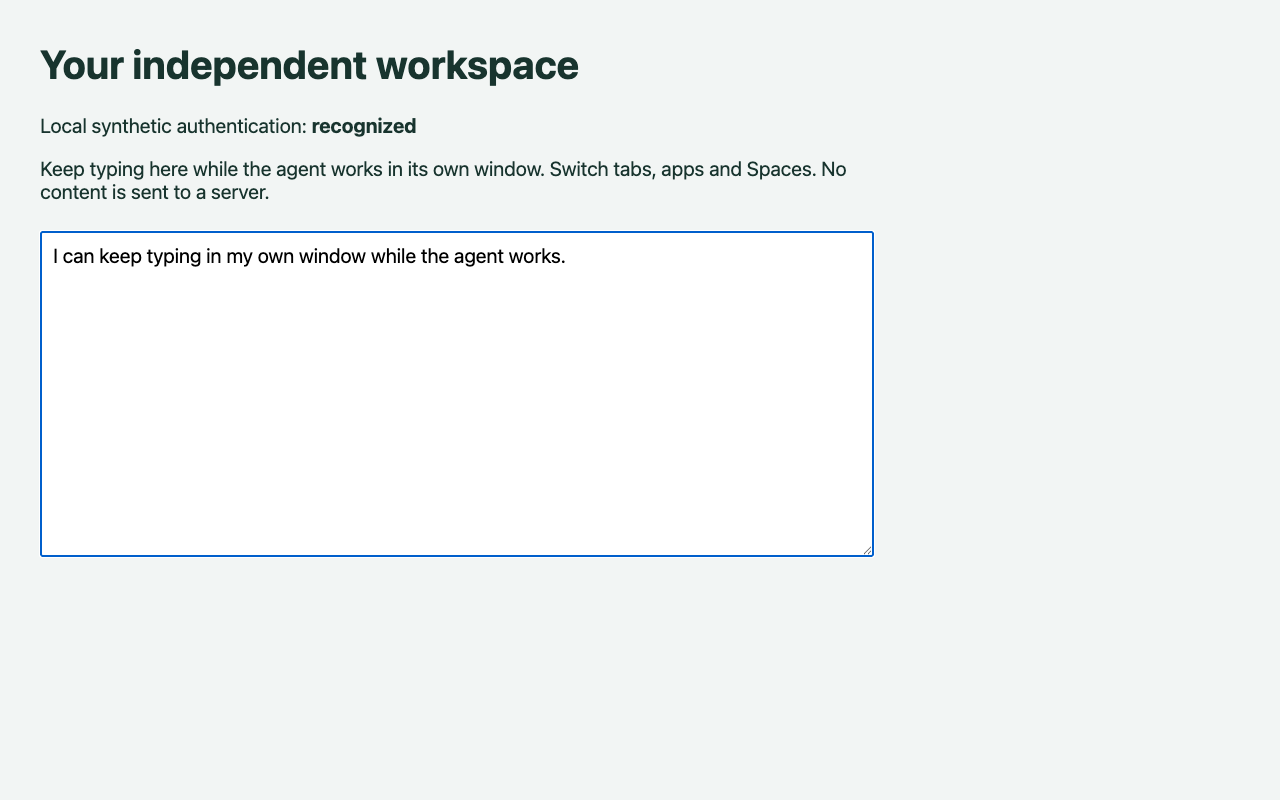 Your independent workspace
Local synthetic authentication: recognized
Keep typing here while the agent works in its own window. Switch tabs, apps and Spaces. No
content is sent to a server.
I can keep typing in my own window while the agent works.